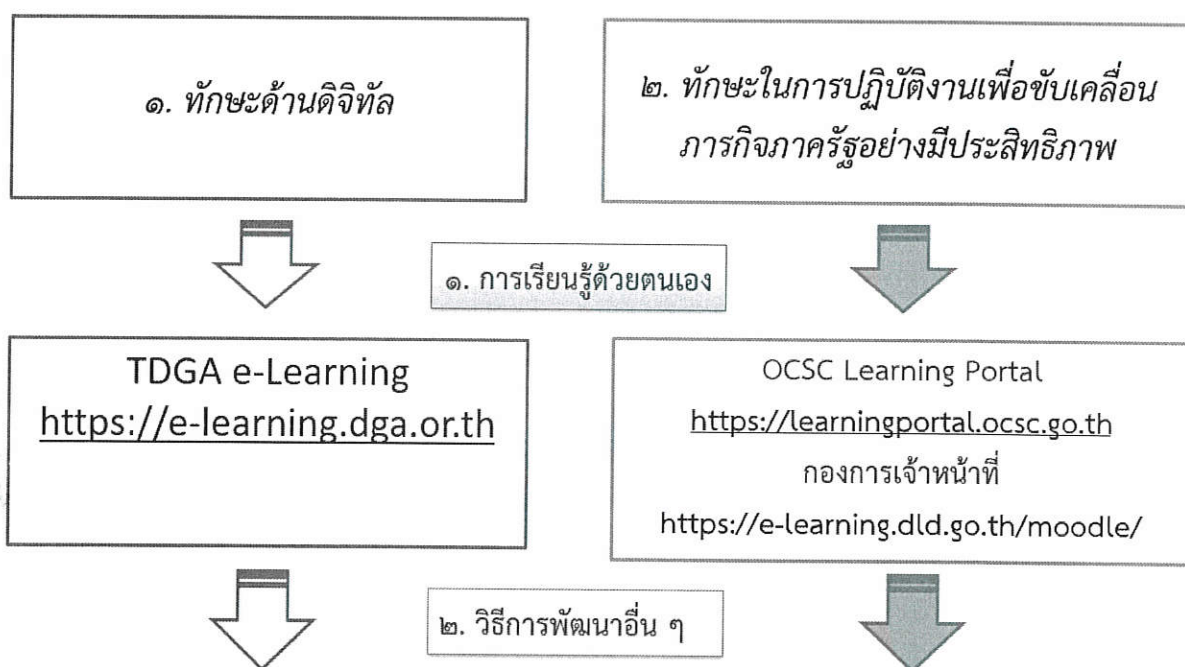 ๑. ทักษะด้านดิจิทัล
๒. ทักษะในการปฏิบัติงานเพื่อขับเคลื่อน
ภารกิจภาครัฐอย่างมีประสิทธิภาพ
๑. การเรียนรู้ด้วยตนเอง
TDGA e-Learning
https://e-learning.dga.or.th
OCSC Learning Portal
https://learningportal.ocsc.go.th
กองการเจ้าหน้าที่
https://e-learning.dld.go.th/moodle/
๒. วิธีการพัฒนาอื่น ๆ